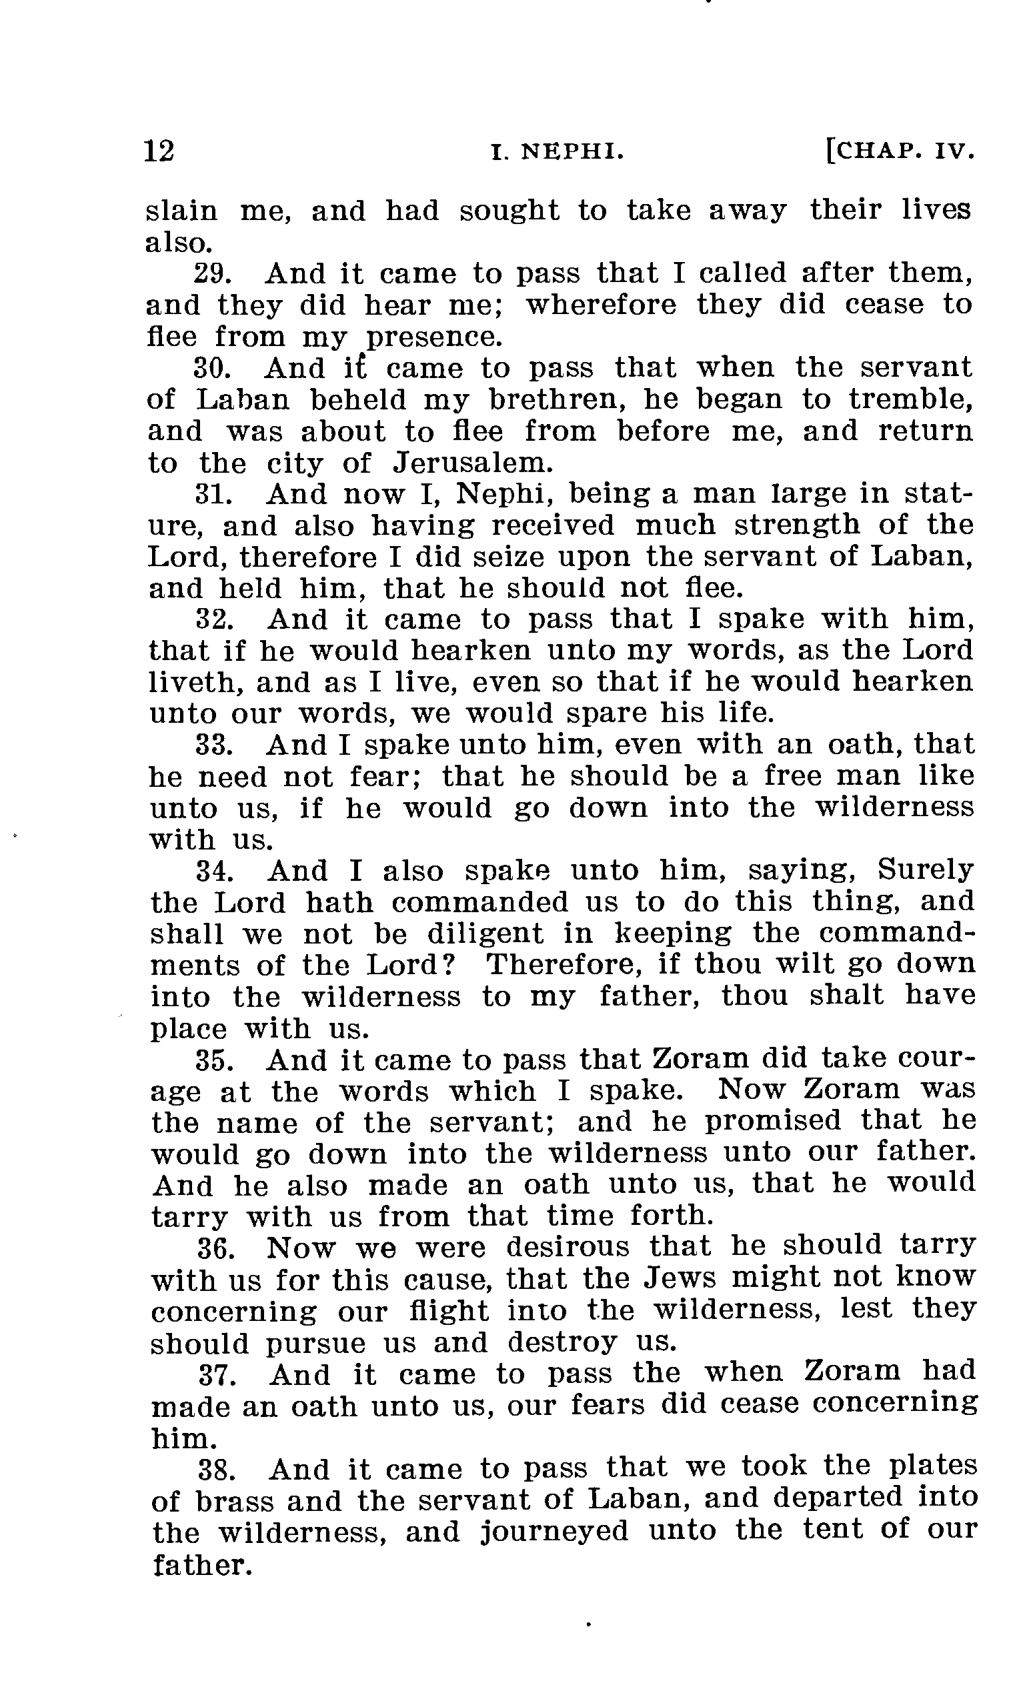 12 I. NEPHI. [CHAP. IV.
slain me, and had sought to take away their lives
also.
29. And it came to pass that I called after them,
and they did hear me; wherefore they did cease to
flee from my presence.
30. And it came to pass that when the servant
of Laban beheld my brethren, he began to tremble,
and was about to flee from before me, and return
to the city of Jerusalem.
31. And now I, Nephi, being a man large in stat-
ure, and also having received much strength of the
Lord, therefore I did seize upon the servant of Laban,
and held him, that he should not flee.
32. And it came to pass that I spake with him,
that if he would hearken unto my words, as the Lord
liveth, and as I live, even so that if he would hearken
unto our words, we would spare his life.
33. And I spake unto him, even with an oath, that
he need not fear; that he should be a free man like
unto us, if he would go down into the wilderness
with us.
34. And I also spake unto him, saying, Surely
the Lord hath commanded us to do this thing, and
shall we not be diligent in keeping the command-
ments of the Lord? Therefore, if thou wilt go down
into the wilderness to my father, thou shalt have
place with us.
35. And it came to pass that Zoram did take cour-
age at the words which I spake. Now Zoram was
the name of the servant; and he promised that he
would go down into the wilderness unto our father.
And he also made an oath unto us, that he would
tarry with us from that time forth.
36. Now we were desirous that he should tarry
with us for this cause, that the Jews might not know
concerning our flight into the wilderness, lest they
should pursue us and destroy us.
37. And it came to pass the when Zoram had
made an oath unto us, our fears did cease concerning
him.
38. And it came to pass that we took the plates
of brass and the servant of Laban, and departed into
the wilderness, and journeyed unto the tent of our
father.